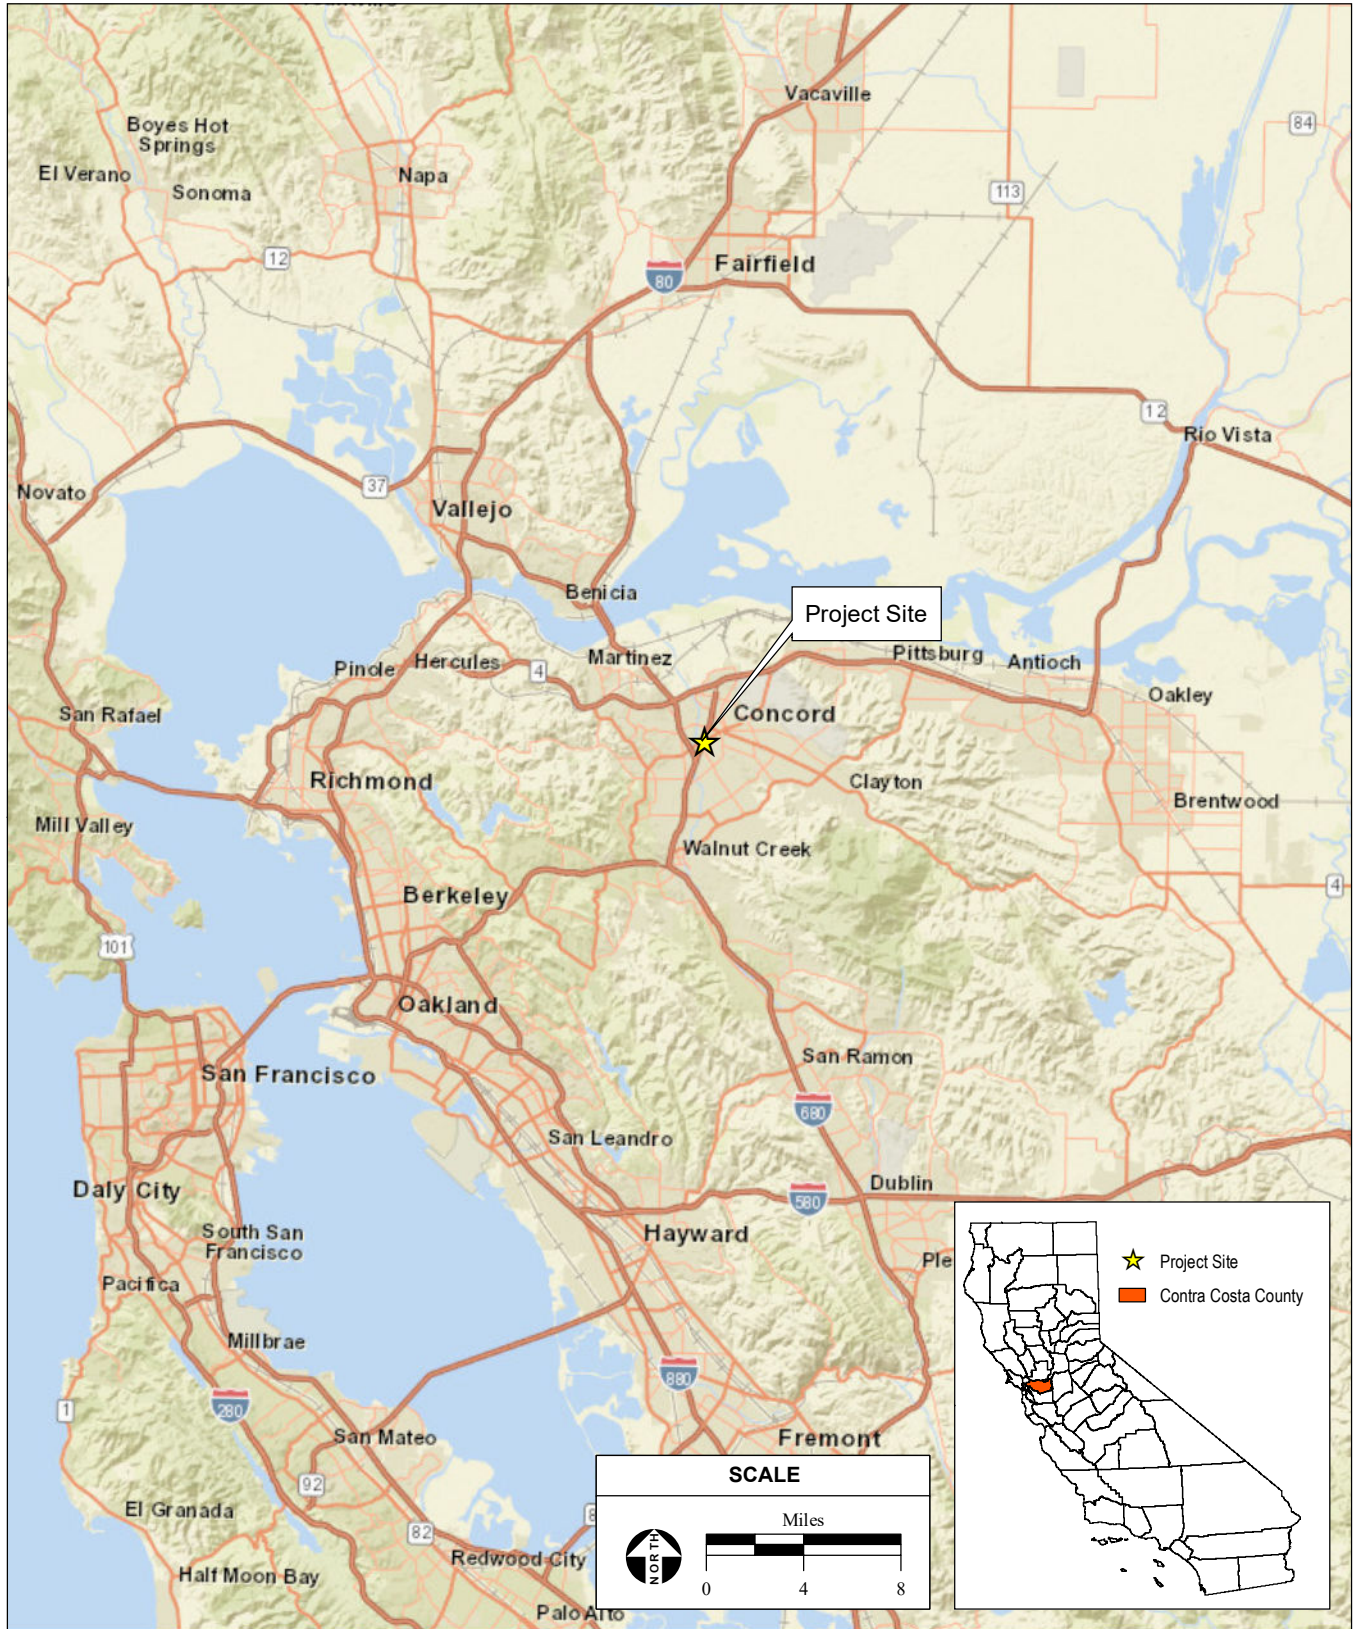 Vacaville
Boyes Hot
Springs
84
El Verano
Napa
Sonoma
113
12
Fairfield
80
12
Rio Vista
37
Novato
Vallejo
Benicia
Project Site
Martinez
Pittsburg
Antioch
Hercules
Pinole
4
Oakley
San Rafael
Concord
Richmond
Clayton
Brentwood
Mill Valley
Walnut Creek
Berkeley
4
101
Oakland
San Ramon
San Francisco
680
San Leandro
Dublin
Daly City
580
South San
Francisco
Hayward
Ple
Pacifica
Project Site
Contra Costa County
Millbrae
880
280
1
San Mateo
Fremont
SCALE
92
El Granada
Miles
82
8
NORTH
Redwood City
Half Moon Bay
0 4 8
Palo Alto